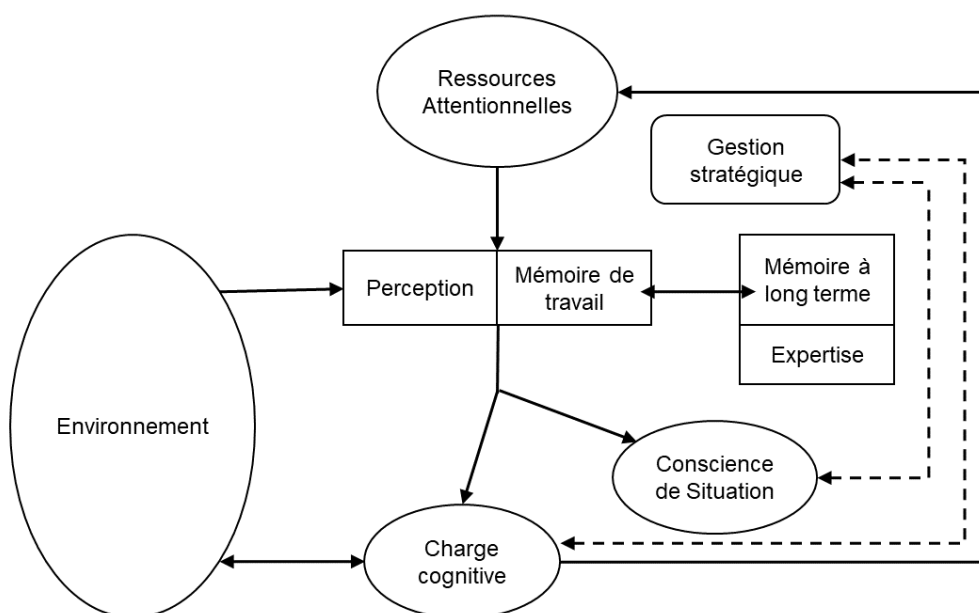 Ressources
Attentionnelles
Gestion
stratégique
Perception
Mémoire de
travail
Mémoire à
long terme
Expertise
Environnement
Conscience
de Situation
Charge
cognitive